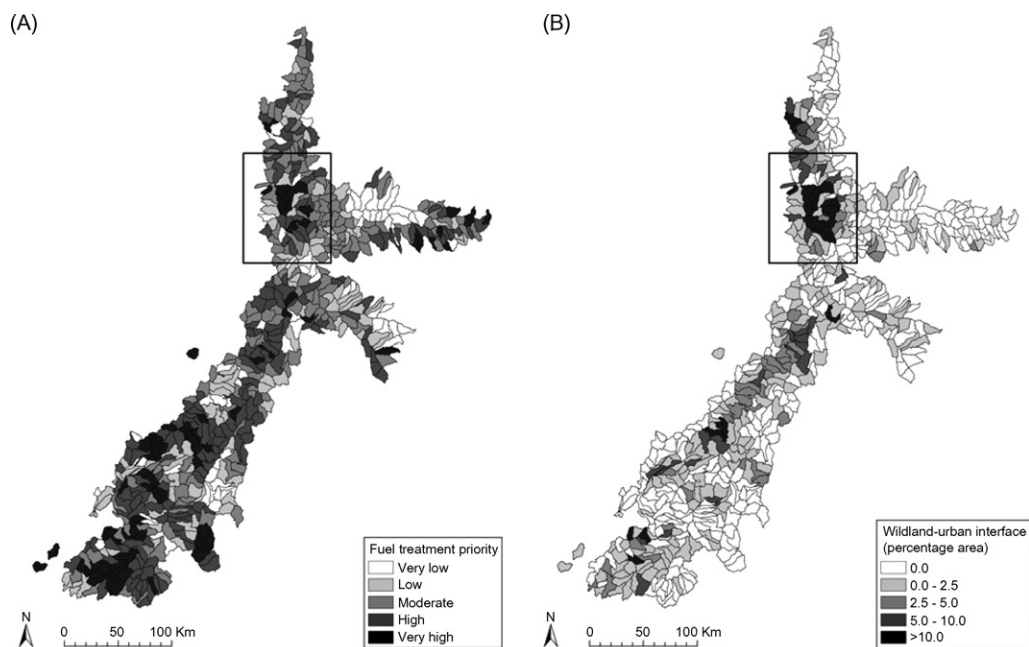 (A)
(B)
Fuel treatment priority
Very low
Low
Moderate
High
Very high
N
0 50 100 Km
Wildland-urban interface
(percentage area)
0.0
0.0 - 2.5
2.5 - 5.0
5.0 - 10.0
>10.0
N
0 50 100 Km